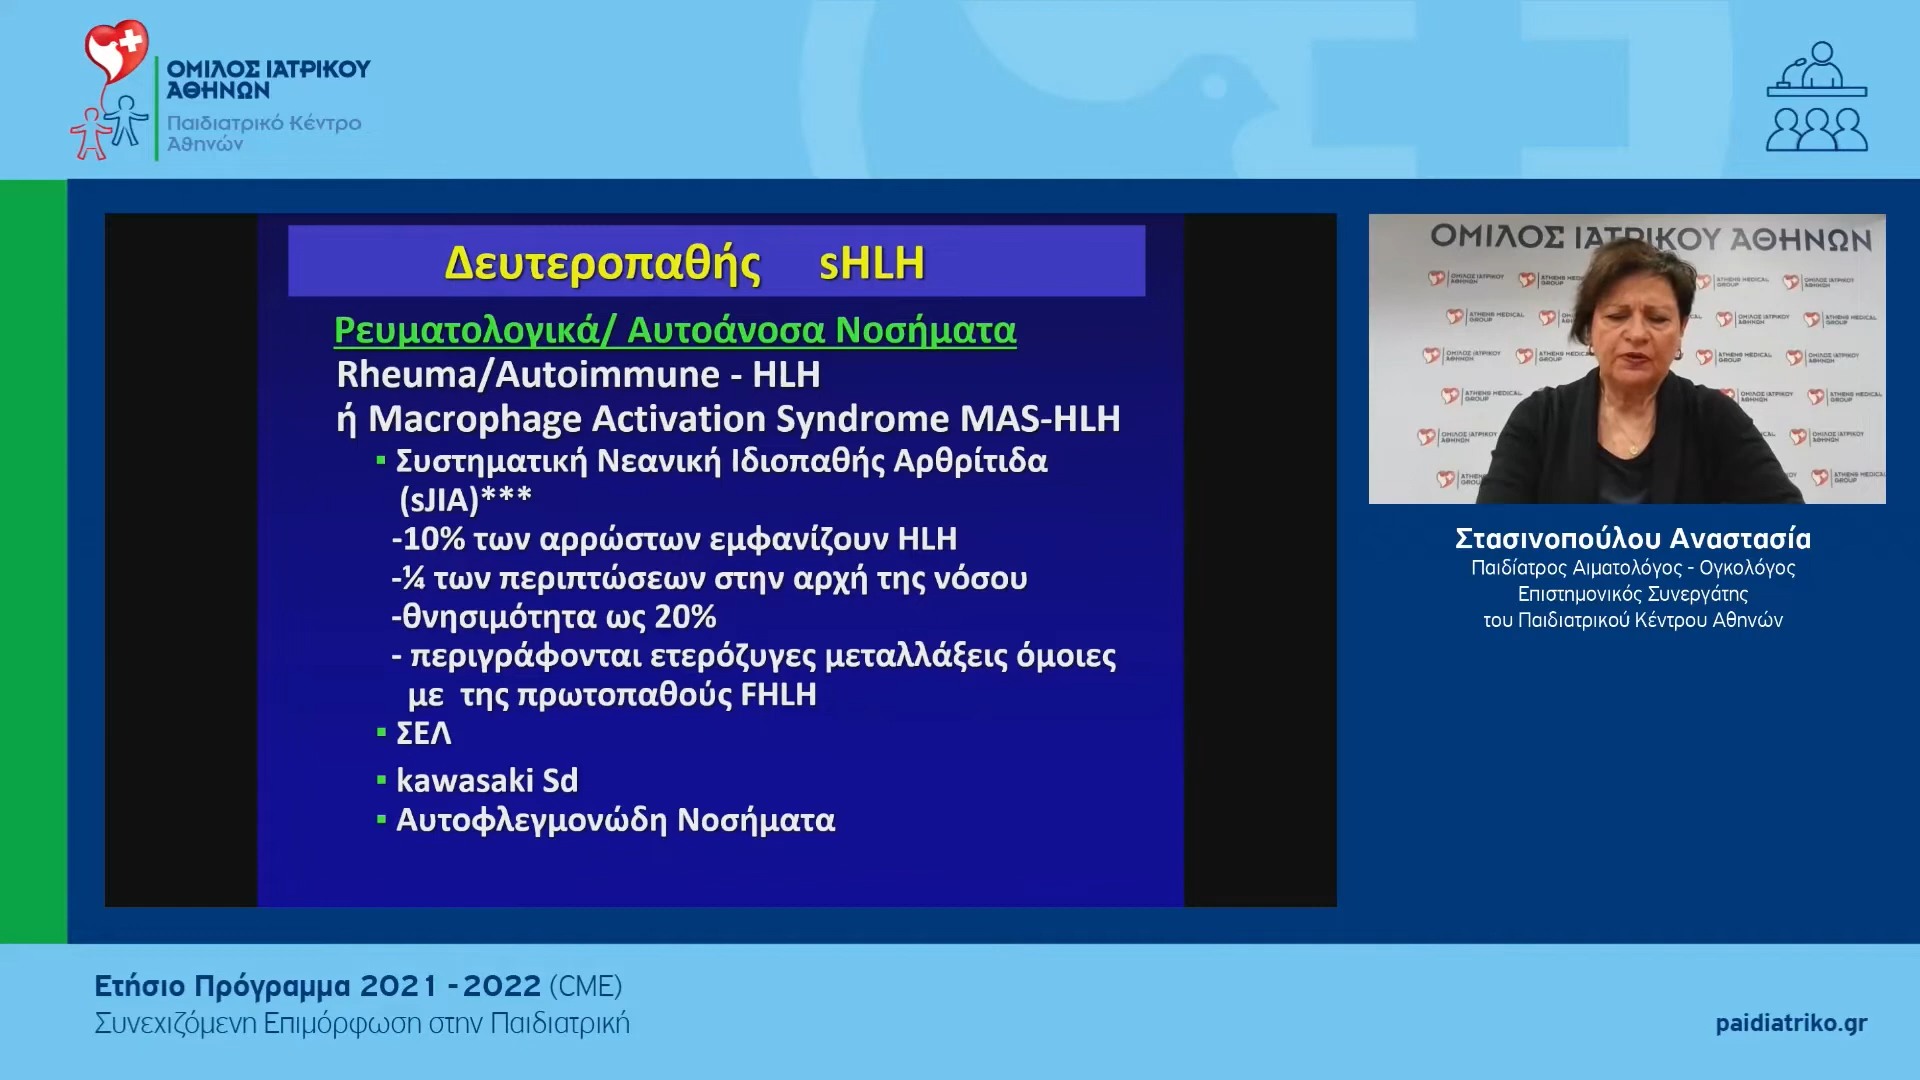 ΟΜΙΛΟΣ ΙΑΤΡΙΚΟΥ
ΑΘΗΝΩΝ
Παιδιατρικό Κέντρο
Αθηνών
Δευτεροπαθής sHLH
Ρευματολογικά/ Αυτοάνοσα Νοσήματα
Rheuma/Autoimmune - HLH
ή Macrophage Activation Syndrome MAS-HLH
▪ Συστηματική Νεανική Ιδιοπαθής Αρθρίτιδα
(sJIA)***
-10% των αρρώστων εμφανίζουν HLH
-¼ των περιπτώσεων στην αρχή της νόσου
-θνησιμότητα ως 20%
- περιγράφονται ετερόζυγες μεταλλάξεις όμοιες
με της πρωτοπαθούς FHLH
▪ ΣΕΛ
▪ kawasaki Sd
▪ Αυτοφλεγμονώδη Νοσήματα
ΟΜΙΛΟΣ ΙΑΤΡΙΚΟΥ ΑΘΗΝΩΝ
Στασινοπούλου Αναστασία
Παιδίατρος Αιματολόγος - Ογκολόγος
Επιστημονικός Συνεργάτης
του Παιδιατρικού Κέντρου Αθηνών
Ετήσιο Πρόγραμμα 2021 - 2022 (CME)
Συνεχιζόμενη Επιμόρφωση στην Παιδιατρική
paidiatriko.gr